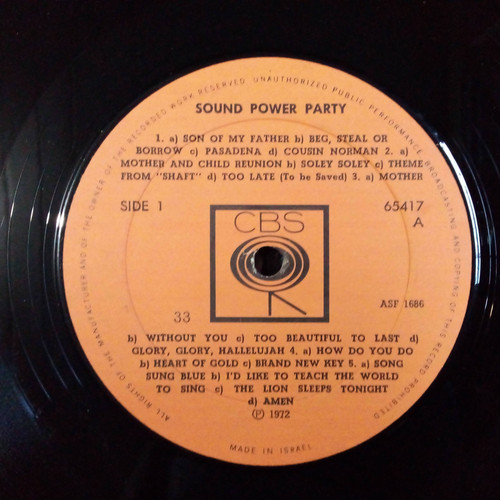 ALL RIGHTS OF THE MANUFACTURER AND OF THE OWNER OF THE RECORDED WORK RESERVED UNAUTHORIZED PUBLIC PERFORMANCE BROADCASTING AND COPYING OF THIS RECORD PROHIBITED
SOUND POWER PARTY
1. a) SON OF MY FATHER b) BEG, STEAL OR
BORROW c) PASADENA d) COUSIN NORMAN 2. a)
MOTHER AND CHILD REUNION b) SOLEY SOLEY c) THEME
FROM "SHAFT" d) TOO LATE (To be Saved) 3. a) MOTHER
SIDE 1
65417
A
CBS
33
ASF 1686
b) WITHOUT YOU c) TOO BEAUTIFUL TO LAST d)
GLORY, GLORY, HALLELUJAH 4. a) HOW DO YOU DO
b) HEART OF GOLD c) BRAND NEW KEY 5. a) SONG
SUNG BLUE b) I'D LIKE TO TEACH THE WORLD
TO SING c) THE LION SLEEPS TONIGHT
d) AMEN
Ⓟ 1972
MADE IN ISRAEL